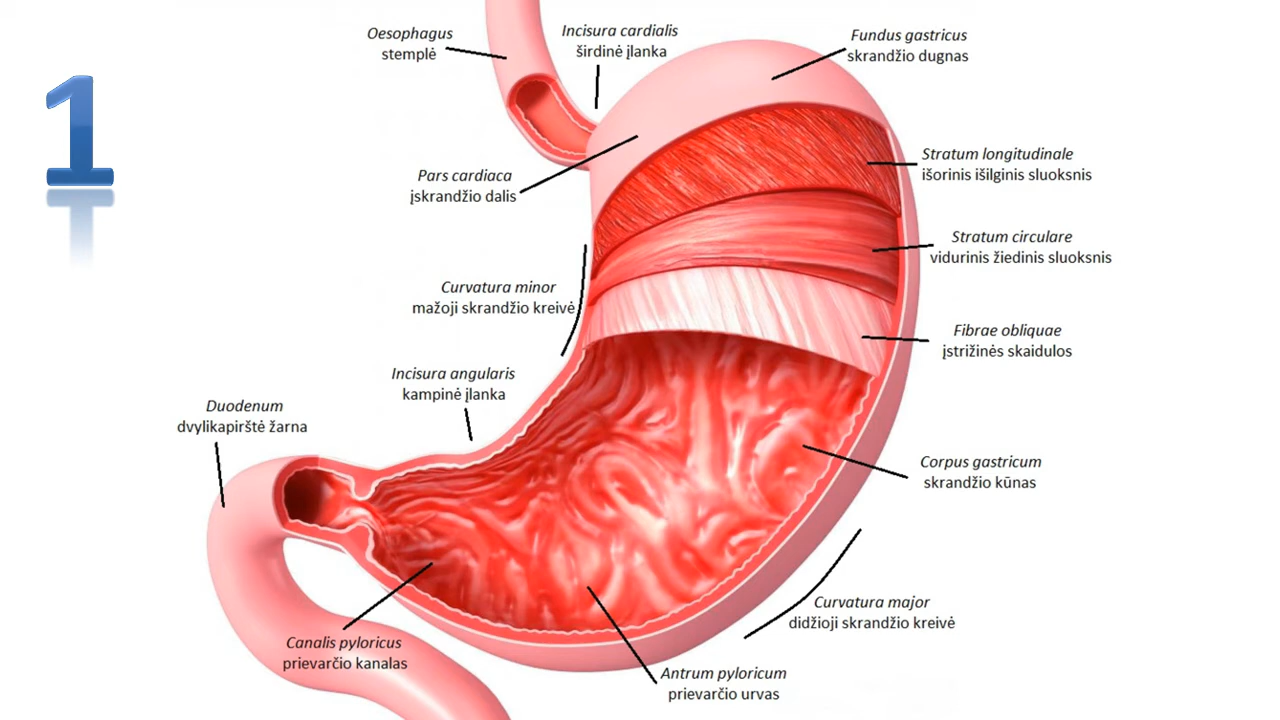 1
Oesophagus
stemplė
Incisura cardialis
širdinė įlanka
Fundus gastricus
skrandžio dugnas
Pars cardiaca
įskrandžio dalis
Stratum longitudinale
išorinis išilginis sluoksnis
Stratum circulare
vidurinis žiedinis sluoksnis
Curvatura minor
mažoji skrandžio kreivė
Fibrae obliquae
įstrižinės skaidulos
Incisura angularis
kampinė įlanka
Duodenum
dvylikapirštė žarna
Corpus gastricum
skrandžio kūnas
Curvatura major
didžioji skrandžio kreivė
Canalis pyloricus
prievarčio kanalas
Antrum pyloricum
prievarčio urvas